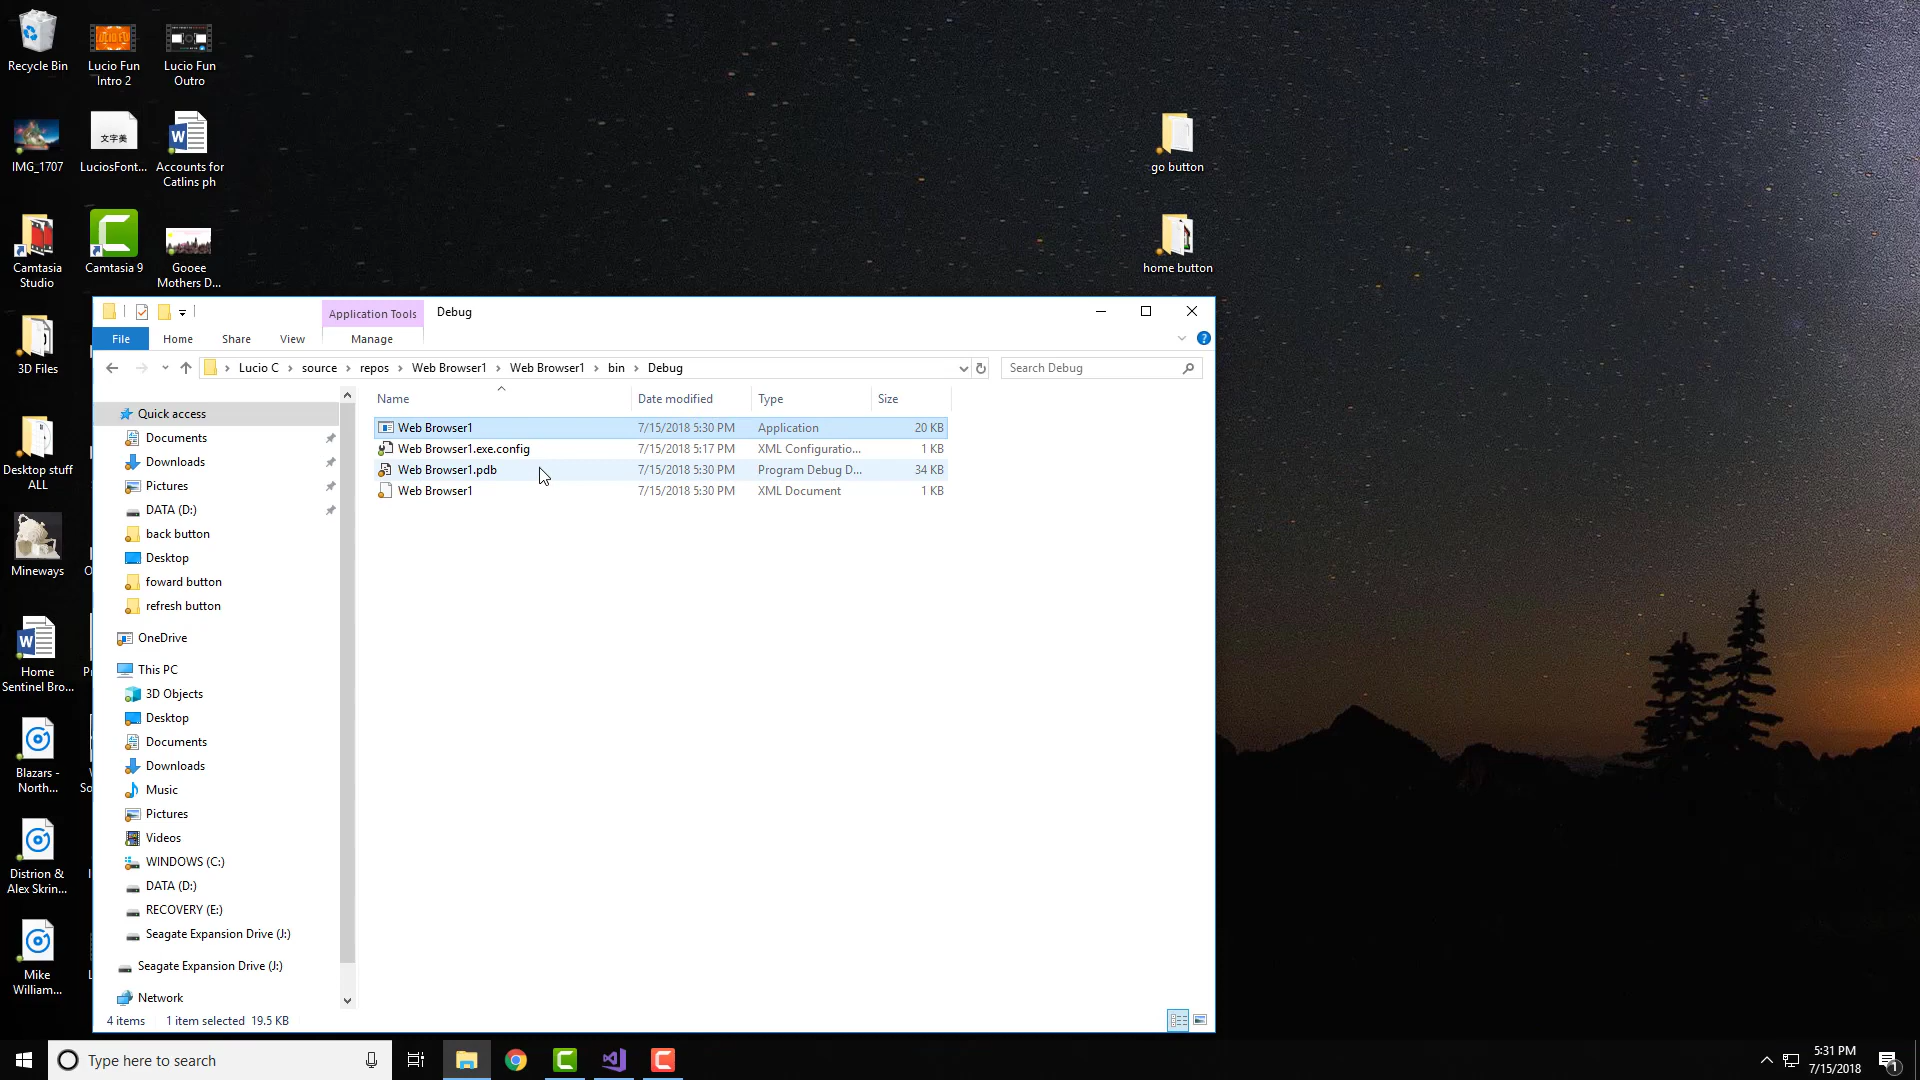 Recycle Bin
Lucio Fun
Intro 2
Lucio Fun
Outro
IMG_1707
文字美
LuciosFont...
Accounts for
Catlins ph
Camtasia
Studio
Camtasia 9
Gooee
Mothers D...
go button
home button
3D Files
Desktop stuff
ALL
Mineways
Home
Sentinel Bro...
Blazars -
North...
Distrion &
Alex Skrin...
Mike
William...
Application Tools
Debug
File
Home
Share
View
Manage
Lucio C
source
repos
Web Browser1
Web Browser1
bin
Debug
Search Debug
Name
Date modified
Type
Size
Web Browser1 7/15/2018 5:30 PM Application 20 KB
Web Browser1.exe.config 7/15/2018 5:17 PM XML Configuratio... 1 KB
Web Browser1.pdb 7/15/2018 5:30 PM Program Debug D... 34 KB
Web Browser1 7/15/2018 5:30 PM XML Document 1 KB
Quick access
Documents
Downloads
Pictures
DATA (D:)
back button
Desktop
foward button
refresh button
OneDrive
This PC
3D Objects
Desktop
Documents
Downloads
Music
Pictures
Videos
WINDOWS (C:)
DATA (D:)
RECOVERY (E:)
Seagate Expansion Drive (J:)
Seagate Expansion Drive (J:)
Network
4 items 1 item selected 19.5 KB
Type here to search
5:31 PM
7/15/2018
1